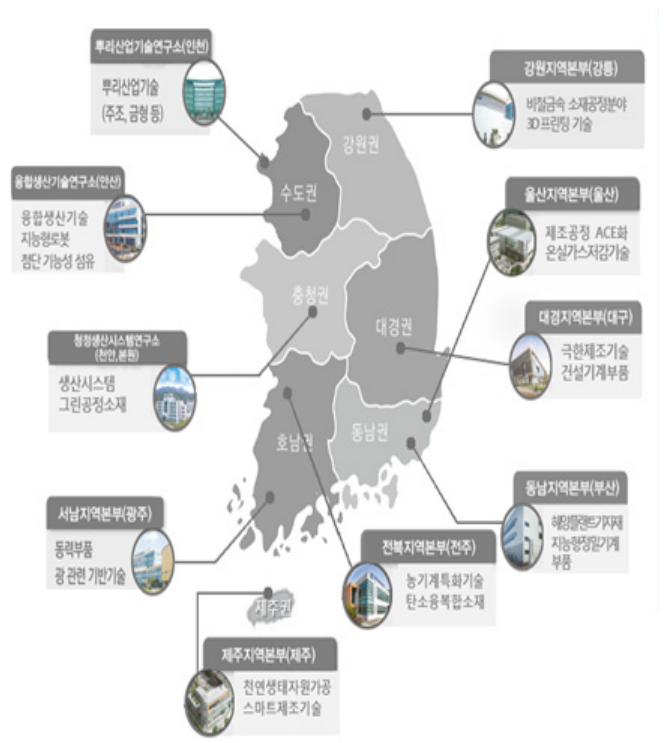 뿌리산업기술연구소(인천)
뿌리산업기술
(주조, 금형 등)
강원지역본부(강릉)
비철금속 소재공정분야
3D 프린팅 기술
강원권
수도권
융합생산기술연구소(안산)
융합생산기술
지능형로봇
첨단 기능성 섬유
울산지역본부(울산)
제조공정 ACE화
온실가스저감기술
충청권
대경권
대경지역본부(대구)
극한제조기술
건설기계부품
청정생산시스템연구소
(천안,본원)
생산시스템
그린공정소재
호남권
동남권
동남지역본부(부산)
해양플랜트기자재
지능형정밀기계
부품
서남지역본부(광주)
동력부품
광 관련 기반기술
전북지역본부(전주)
농기계특화기술
탄소융복합소재
제주권
제주지역본부(제주)
천연생태자원가공
스마트제조기술